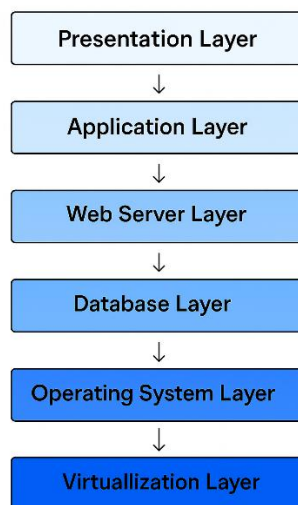 Presentation Layer
↓
Application Layer
↓
Web Server Layer
↓
Database Layer
↓
Operating System Layer
↓
Virtuallization Layer